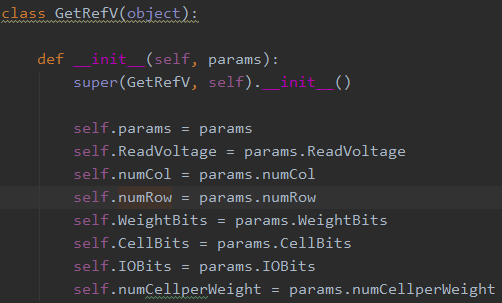 class GetRefV(object):
def __init__(self, params):
super(GetRefV, self).__init__()
self.params = params
self.ReadVoltage = params.ReadVoltage
self.numCol = params.numCol
self.numRow = params.numRow
self.WeightBits = params.WeightBits
self.CellBits = params.CellBits
self.IOBits = params.IOBits
self.numCellperWeight = params.numCellperWeight